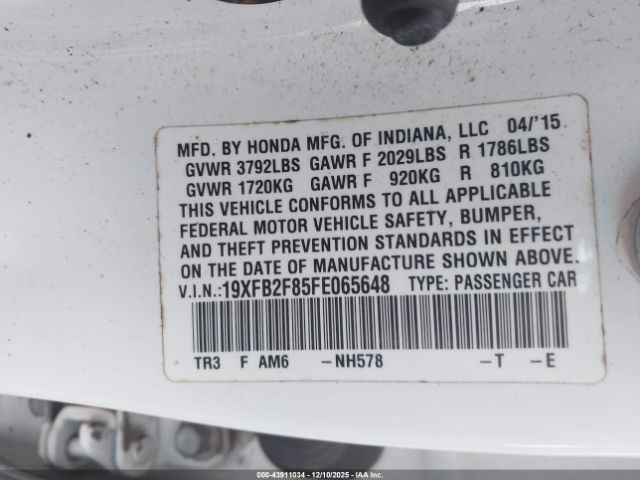 MFD. BY HONDA MFG. OF INDIANA, LLC 04/'15
GVWR 3792LBS GAWR F 2029LBS R 1786LBS
GVWR 1720KG GAWR F 920KG R 810KG
THIS VEHICLE CONFORMS TO ALL APPLICABLE
FEDERAL MOTOR VEHICLE SAFETY, BUMPER,
AND THEFT PREVENTION STANDARDS IN EFFECT
ON THE DATE OF MANUFACTURE SHOWN ABOVE.
V.I.N.:19XFB2F85FE065648 TYPE: PASSENGER CAR
TR3 F AM6 –NH578 –T –E
000-43911034 - 12/10/2025 - IAAI Inc.